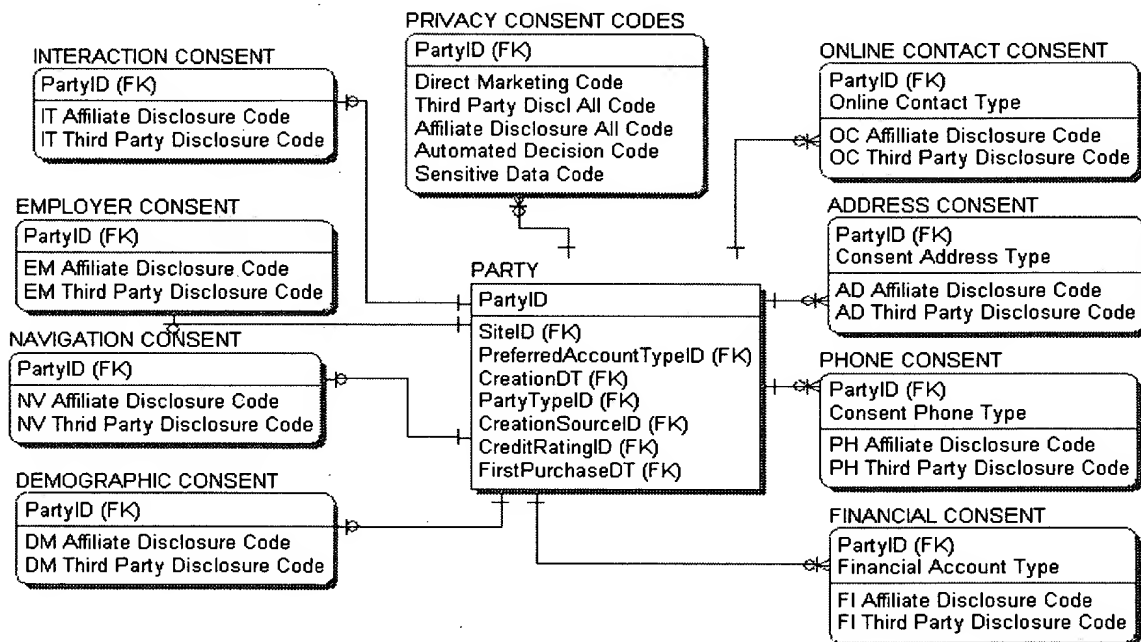 PRIVACY CONSENT CODES
PartyID (FK)
Direct Marketing Code
Third Party Discl All Code
Affiliate Disclosure All Code
Automated Decision Code
Sensitive Data Code
INTERACTION CONSENT
PartyID (FK)
IT Affiliate Disclosure Code
IT Third Party Disclosure Code
EMPLOYER CONSENT
PartyID (FK)
EM Affiliate Disclosure Code
EM Third Party Disclosure Code
NAVIGATION CONSENT
PartyID (FK)
NV Affiliate Disclosure Code
NV Thrid Party Disclosure Code
DEMOGRAPHIC CONSENT
PartyID (FK)
DM Affiliate Disclosure Code
DM Third Party Disclosure Code
PARTY
PartyID
SiteID (FK)
PreferredAccountTypeID (FK)
CreationDT (FK)
PartyTypeID (FK)
CreationSourceID (FK)
CreditRatingID (FK)
FirstPurchaseDT (FK)
ONLINE CONTACT CONSENT
PartyID (FK)
Online Contact Type
OC Affilliate Disclosure Code
OC Third Party Disclosure Code
ADDRESS CONSENT
PartyID (FK)
Consent Address Type
AD Affiliate Disclosure Code
AD Third Party Disclosure Code
PHONE CONSENT
PartyID (FK)
Consent Phone Type
PH Affiliate Disclosure Code
PH Third Party Disclosure Code
FINANCIAL CONSENT
PartyID (FK)
Financial Account Type
FI Affiliate Disclosure Code
FI Third Party Disclosure Code